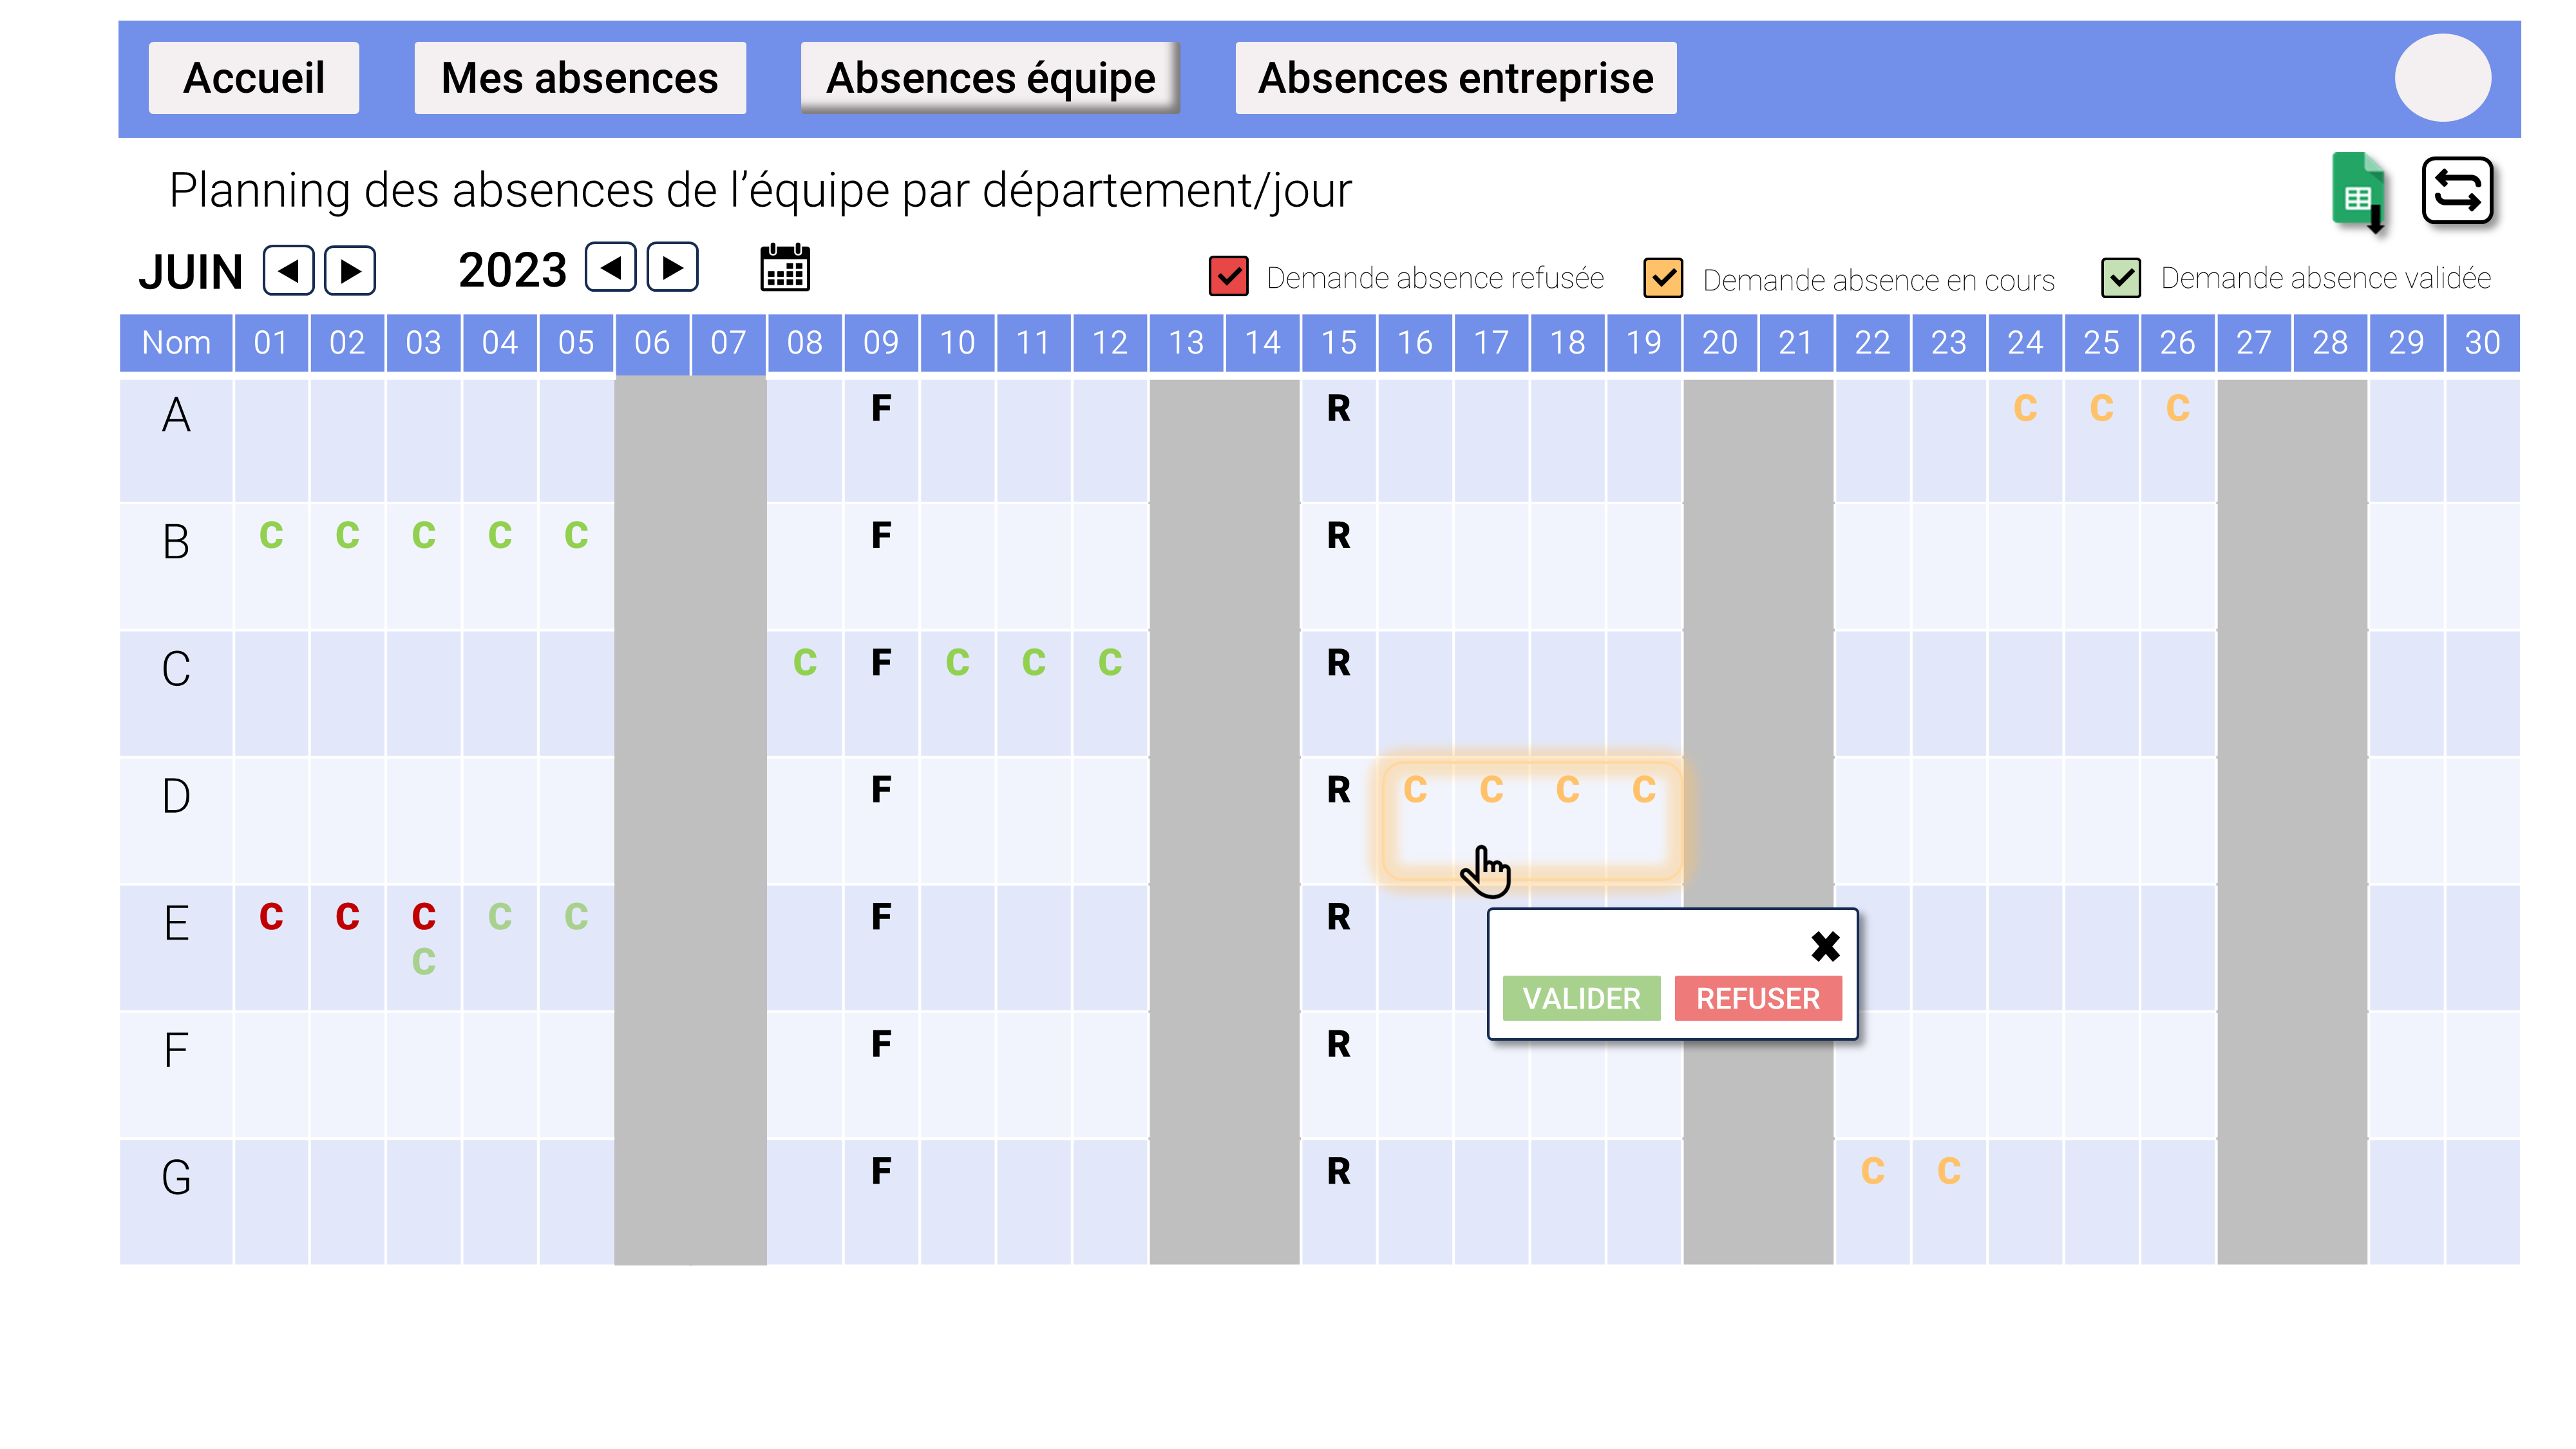 Accueil Mes absences Absences équipe Absences entreprise
Planning des absences de l’équipe par département/jour
JUIN 2023 Demande absence refusée Demande absence en cours Demande absence validée
Nom 01 02 03 04 05 06 07 08 09 10 11 12 13 14 15 16 17 18 19 20 21 22 23 24 25 26 27 28 29 30
A F R C C C
B C C C C C F R
C C F C C C R
D F R C C C C
E C C C C C F R
C
VALIDER REFUSER
F F R
G F R C C